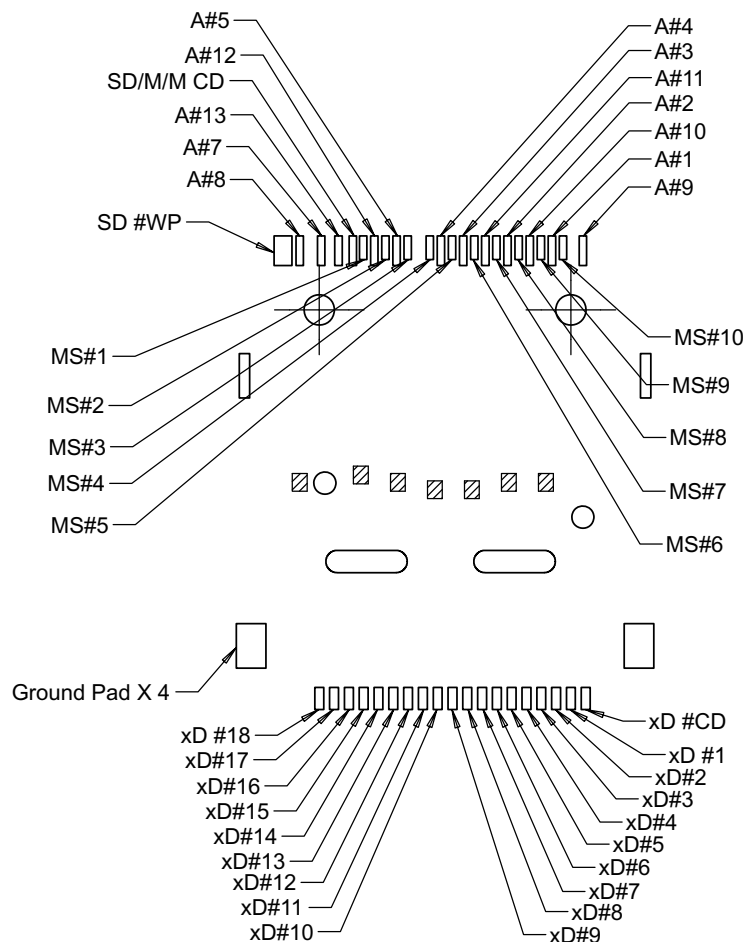 A#5
A#12
SD/M/M CD
A#13
A#7
A#8
SD #WP
A#4
A#3
A#11
A#2
A#10
A#1
A#9
MS#1
MS#2
MS#3
MS#4
MS#5
MS#10
MS#9
MS#8
MS#7
MS#6
Ground Pad X 4
xD #18
xD#17
xD#16
xD#15
xD#14
xD#13
xD#12
xD#11
xD#10
xD #CD
xD #1
xD#2
xD#3
xD#4
xD#5
xD#6
xD#7
xD#8
xD#9